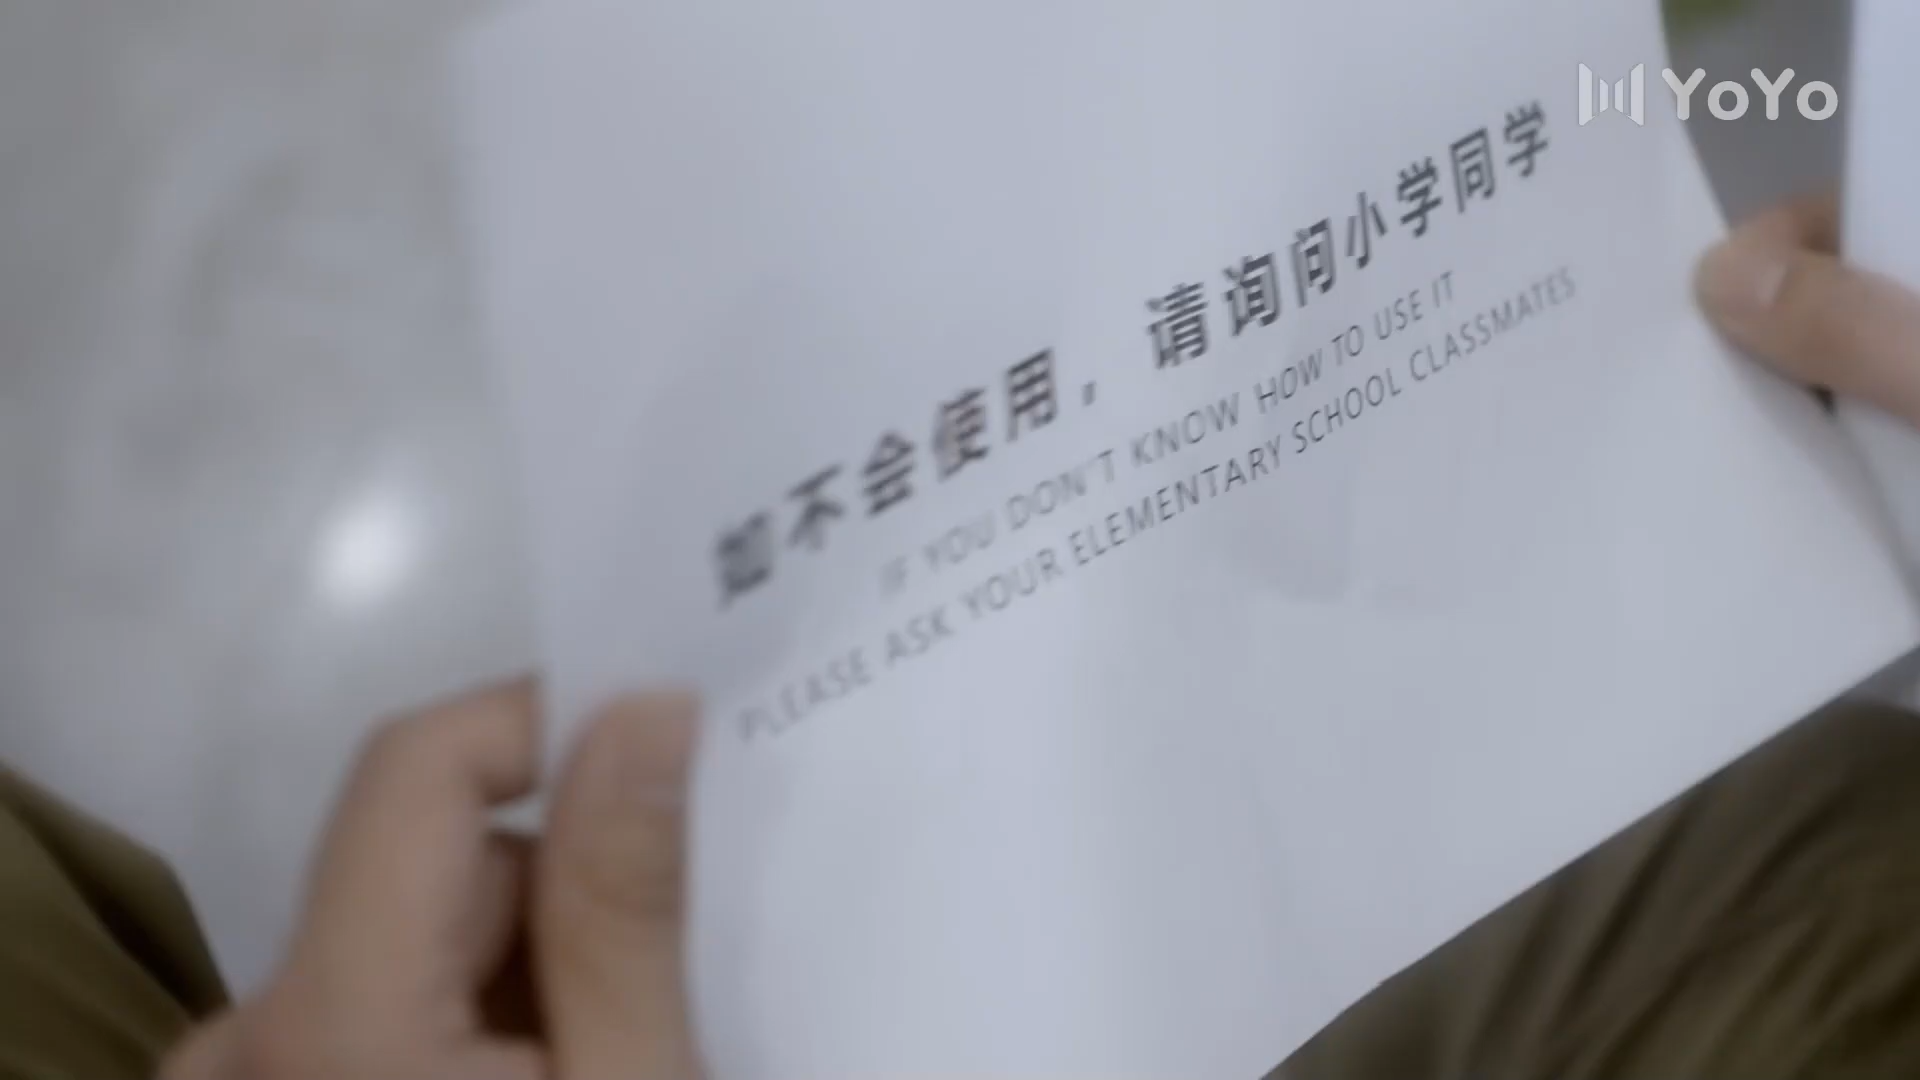 YoYo
如不会使用，请询问小学同学
IF YOU DON'T KNOW HOW TO USE IT
PLEASE ASK YOUR ELEMENTARY SCHOOL CLASSMATES